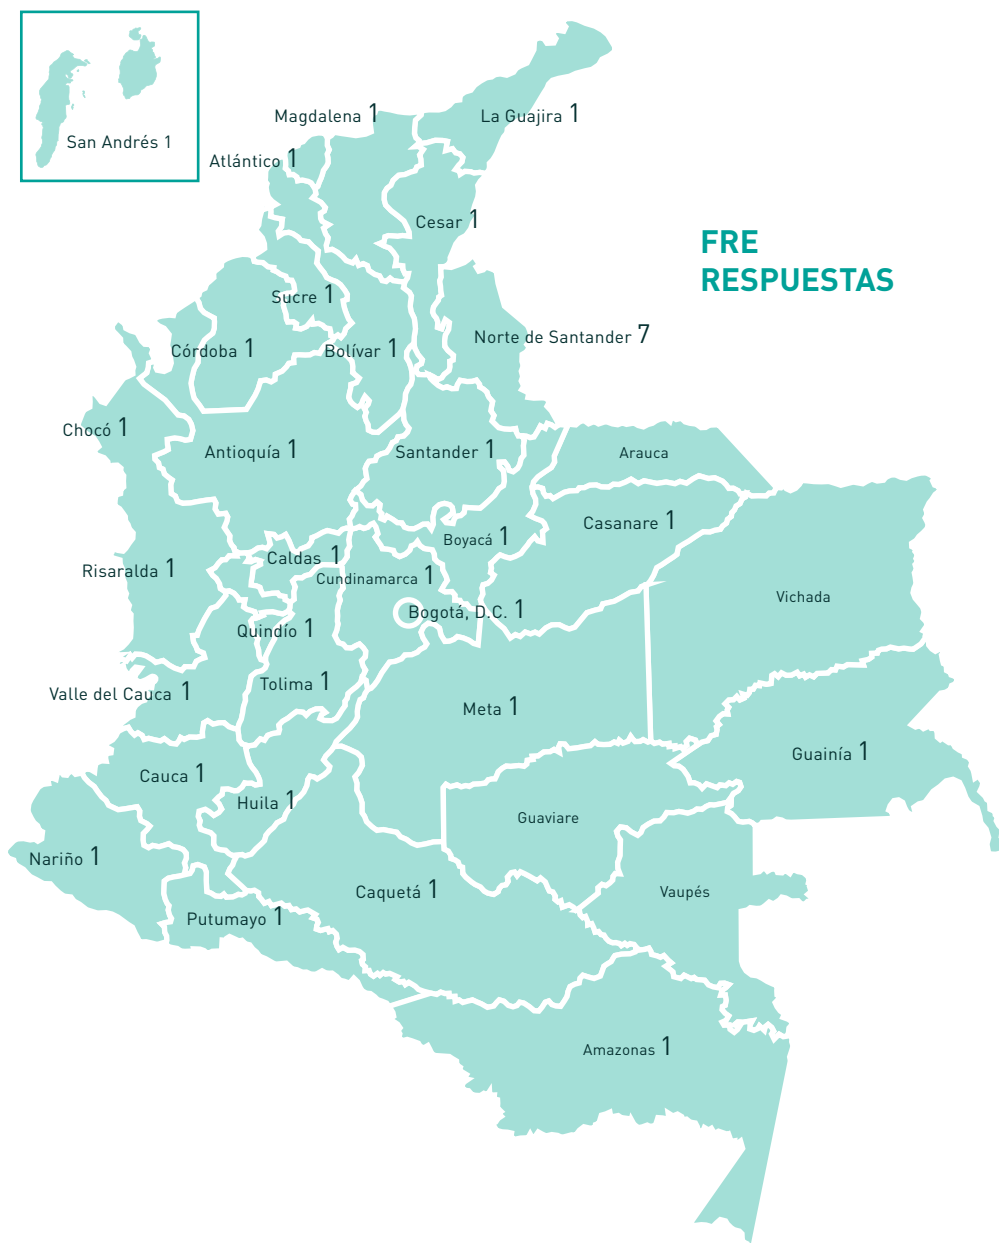 Magdalena 1
La Guajira 1
San Andrés 1
Atlántico 1
Cesar 1
FRE
RESPUESTAS
Sucre 1
Norte de Santander 7
Córdoba 1
Bolívar 1
Chocó 1
Antioquía 1
Santander 1
Arauca
Casanare 1
Boyacá 1
Caldas 1
Risaralda 1
Cundinamarca 1
Vichada
Bogotá, D.C. 1
Quindío 1
Tolima 1
Valle del Cauca 1
Meta 1
Guainía 1
Cauca 1
Huila 1
Guaviare
Nariño 1
Caquetá 1
Vaupés
Putumayo 1
Amazonas 1